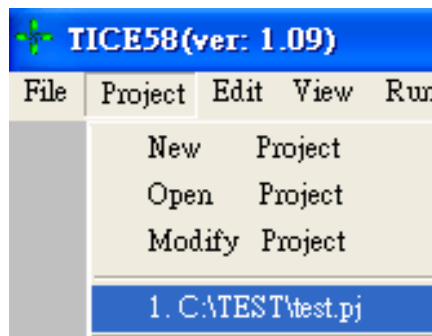 TICE58(ver: 1.09)
File Project Edit View Run
New Project
Open Project
Modify Project
1. C:\TEST\test.pj